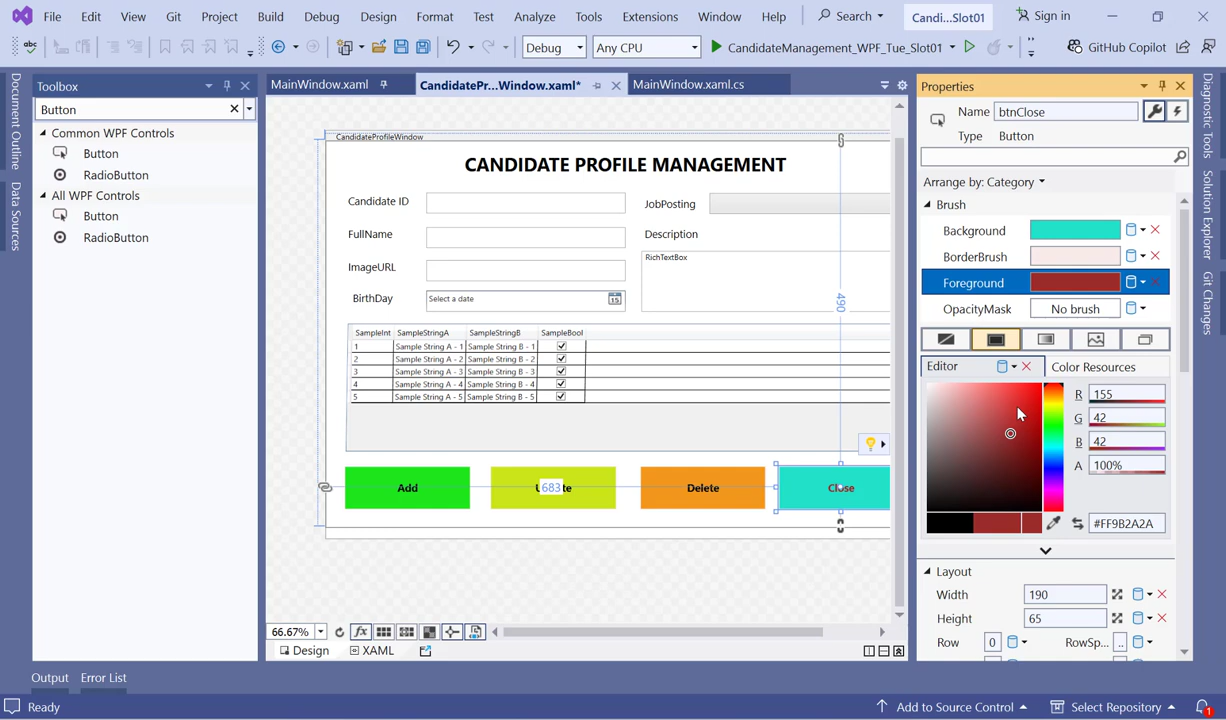 File Edit View Git Project Build Debug Design Format Test Analyze Tools Extensions Window Help Search Candi...Slot01 Sign in
Debug Any CPU CandidateManagement_WPF_Tue_Slot01 GitHub Copilot
Toolbox
Button
Common WPF Controls
Button
RadioButton
All WPF Controls
Button
RadioButton
Document Outline
Data Sources
MainWindow.xaml CandidatePr...Window.xaml* MainWindow.xaml.cs
CandidateProfileWindow
CANDIDATE PROFILE MANAGEMENT
Candidate ID JobPosting
FullName Description
ImageURL RichTextBox
BirthDay Select a date 15
490
SampleInt SampleStringA SampleStringB SampleBool
1 Sample String A - 1 Sample String B - 1
2 Sample String A - 2 Sample String B - 2
3 Sample String A - 3 Sample String B - 3
4 Sample String A - 4 Sample String B - 4
5 Sample String A - 5 Sample String B - 5
Add 683 Delete Close
66.67%
Design XAML
Properties
Name btnClose
Type Button
Arrange by: Category
Brush
Background
BorderBrush
Foreground
OpacityMask No brush
Editor Color Resources
R 155
G 42
B 42
A 100%
#FF9B2A2A
Layout
Width 190
Height 65
Row 0 RowSp... ..
Diagnostic Tools
Solution Explorer
Git Changes
Output Error List
Ready Add to Source Control Select Repository 1